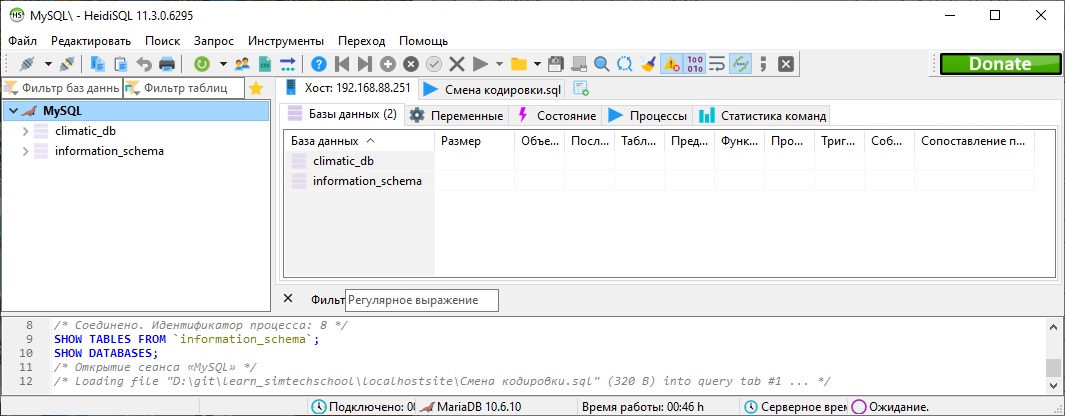 MySQL\ - HeidiSQL 11.3.0.6295
Файл Редактировать Поиск Запрос Инструменты Переход Помощь
Donate
Фильтр баз данн Фильтр таблиц
Хост: 192.168.88.251 Смена кодировки.sql
MySQL
climatic_db
information_schema
Базы данных (2) Переменные Состояние Процессы Статистика команд
База данных Размер Объе... Посл... Табл... Пред... Функ... Про... Триг... Соб... Сопоставление п...
climatic_db
information_schema
Фильт Регулярное выражение
8 /* Соединено. Идентификатор процесса: 8 */
9 SHOW TABLES FROM `information_schema`;
10 SHOW DATABASES;
11 /* Открытие сеанса «MySQL» */
12 /* Loading file "D:\git\learn_simtechschool\localhostsite\Смена кодировки.sql" (320 B) into query tab #1 ... */
Подключено: 00 MariaDB 10.6.10 Время работы: 00:46 h Серверное врем Ожидание.